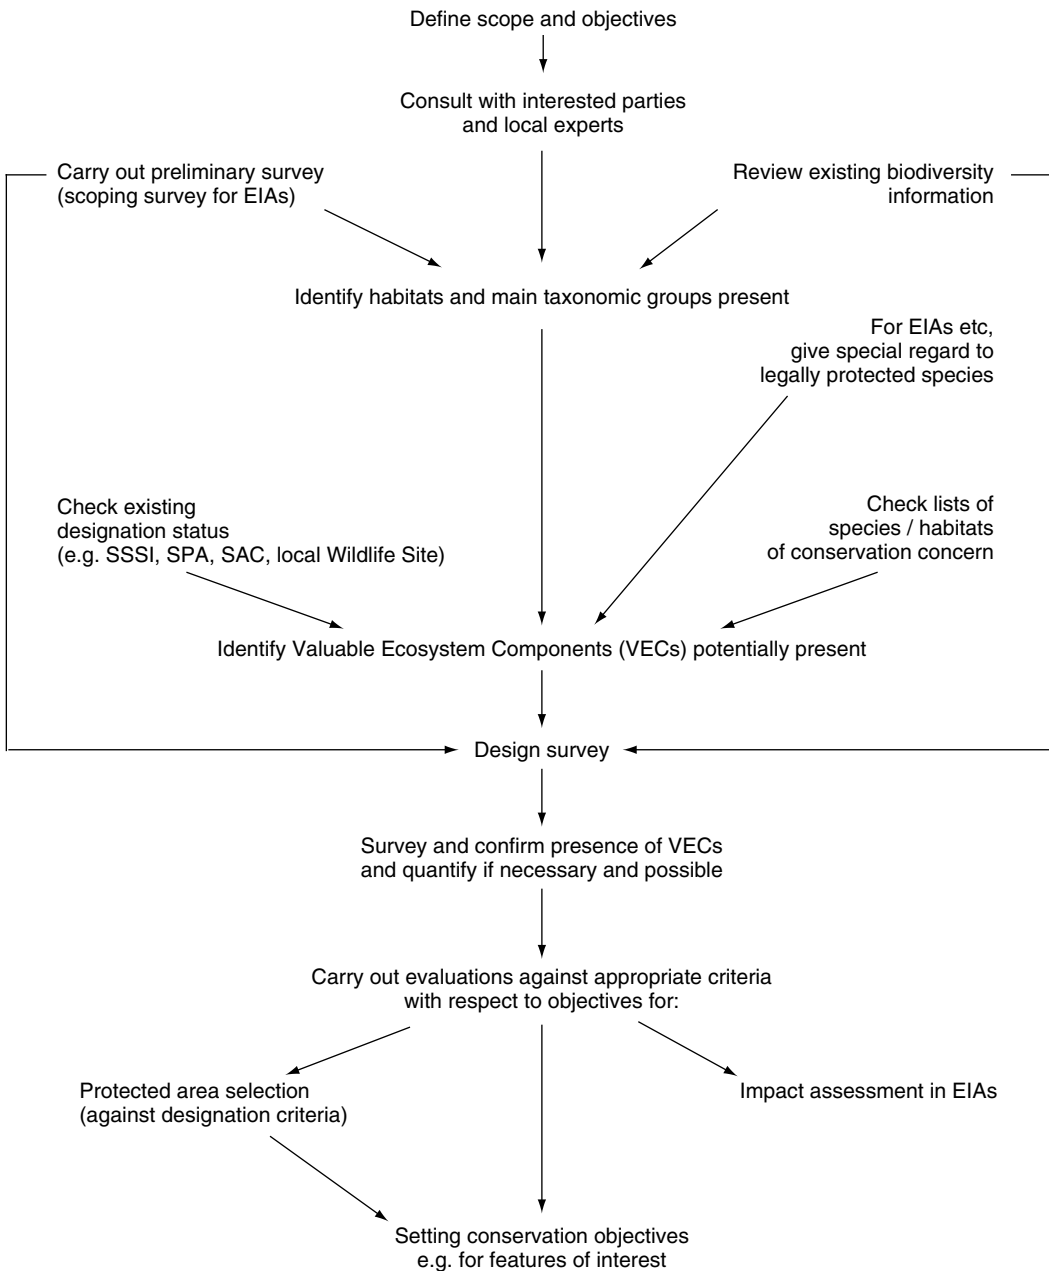 Define scope and objectives
Consult with interested parties
and local experts
Carry out preliminary survey
(scoping survey for EIAs)
Review existing biodiversity
information
Identify habitats and main taxonomic groups present
For EIAs etc,
give special regard to
legally protected species
Check existing
designation status
(e.g. SSSI, SPA, SAC, local Wildlife Site)
Check lists of
species / habitats
of conservation concern
Identify Valuable Ecosystem Components (VECs) potentially present
Design survey
Survey and confirm presence of VECs
and quantify if necessary and possible
Carry out evaluations against appropriate criteria
with respect to objectives for:
Protected area selection
(against designation criteria)
Impact assessment in EIAs
Setting conservation objectives
e.g. for features of interest